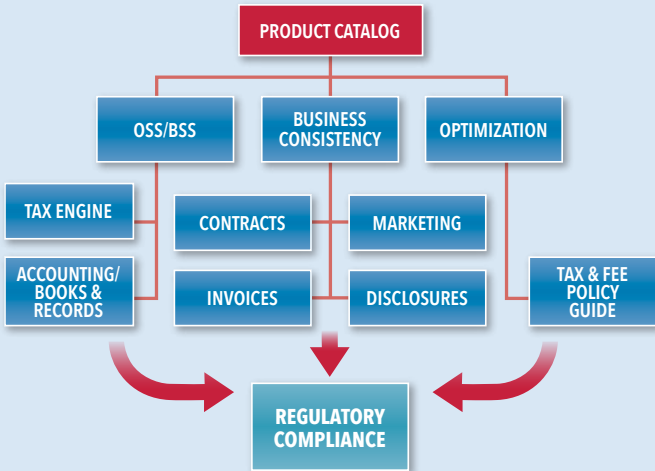 PRODUCT CATALOG
OSS/BSS
BUSINESS
CONSISTENCY
OPTIMIZATION
TAX ENGINE
CONTRACTS
MARKETING
ACCOUNTING/
BOOKS &
RECORDS
INVOICES
DISCLOSURES
TAX & FEE
POLICY
GUIDE
REGULATORY
COMPLIANCE